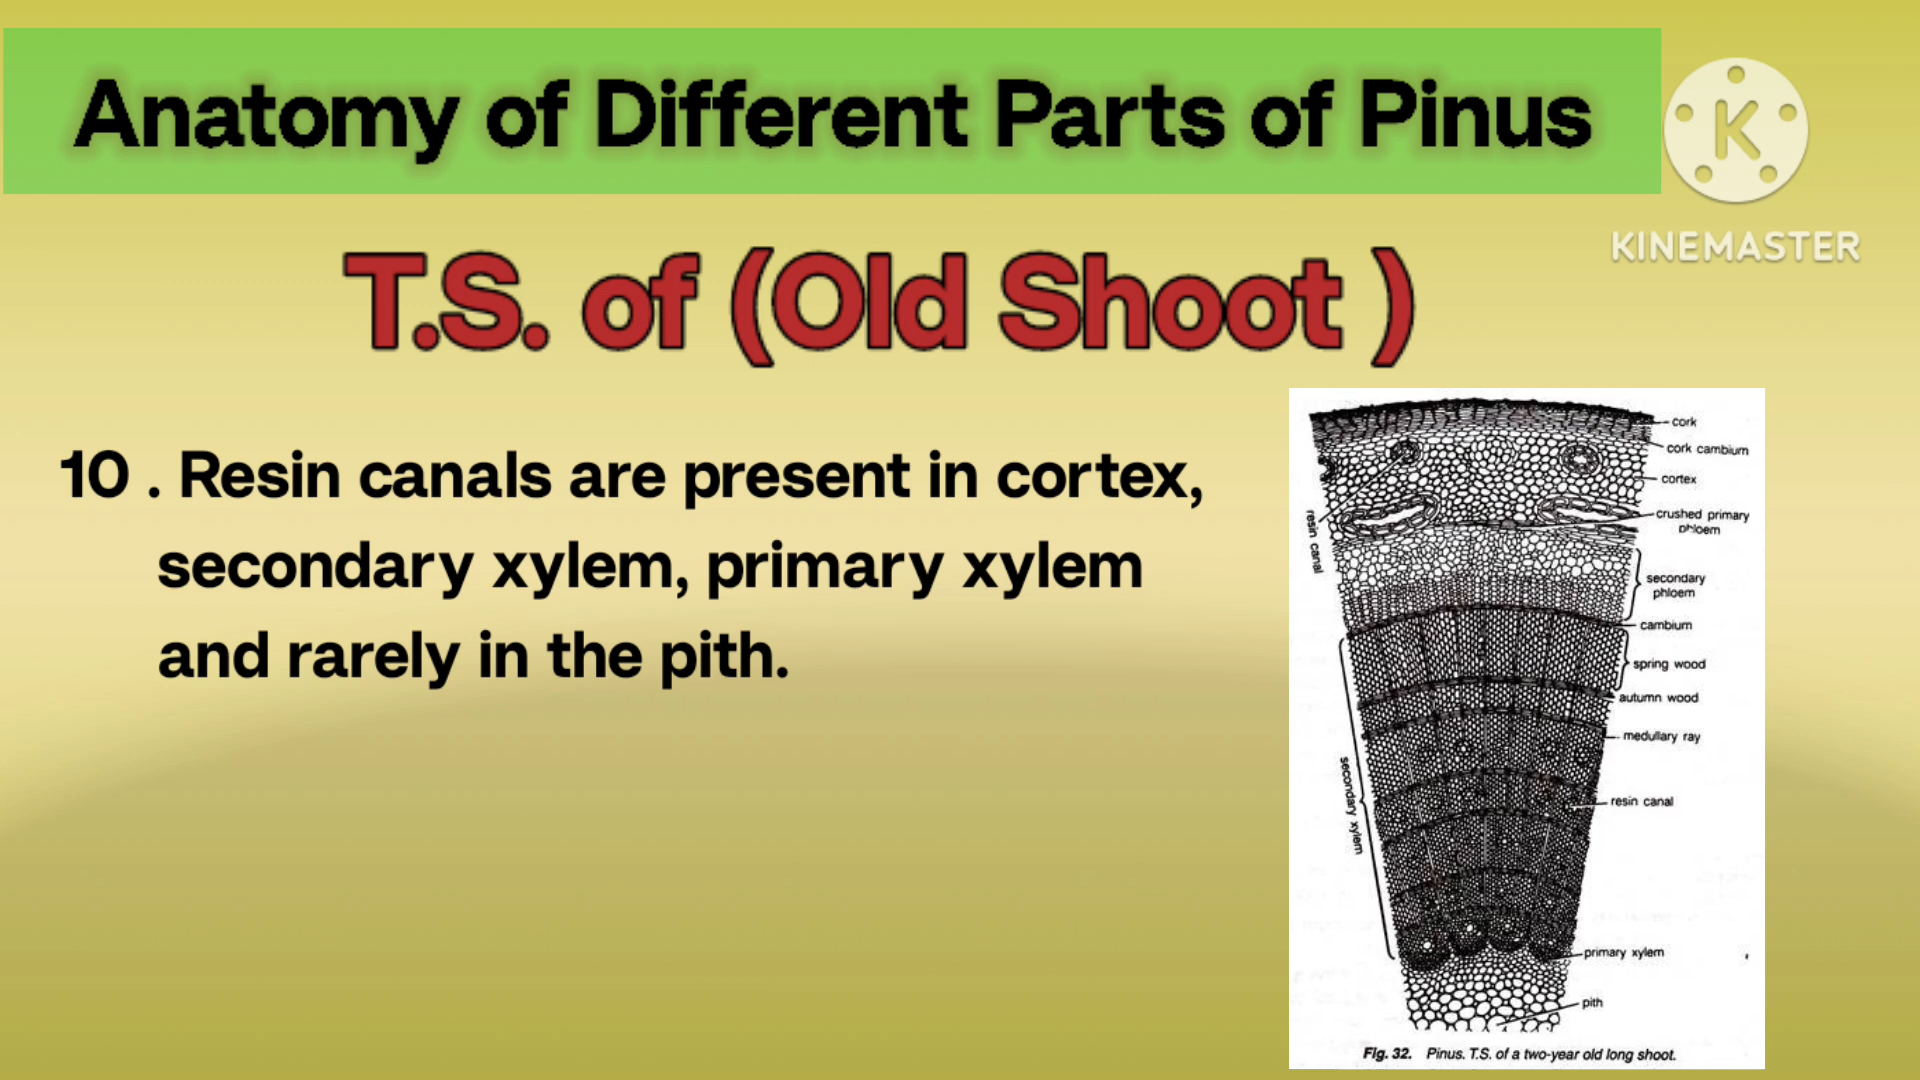 Anatomy of Different Parts of Pinus
K
KINEMASTER
T.S. of (Old Shoot )
10 . Resin canals are present in cortex,
secondary xylem, primary xylem
and rarely in the pith.
cork
cork cambium
cortex
crushed primary
phloem
resin canal
secondary
phloem
cambium
spring wood
autumn wood
medullary ray
secondary xylem
resin canal
primary xylem
pith
Fig. 32. Pinus. T.S. of a two-year old long shoot.